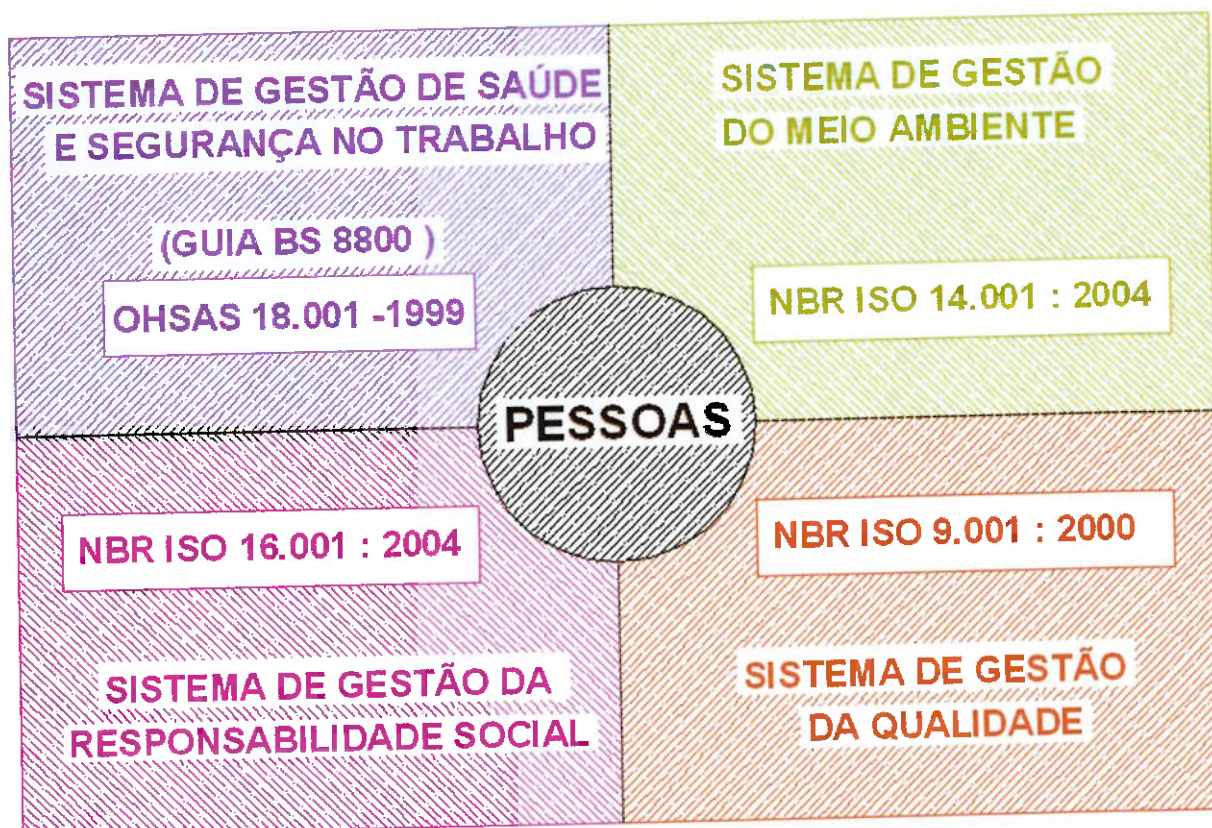 SISTEMA DE GESTÃO DE SAÚDE
E SEGURANÇA NO TRABALHO
(GUIA BS 8800 )
OHSAS 18.001 -1999
SISTEMA DE GESTÃO
DO MEIO AMBIENTE
NBR ISO 14.001 : 2004
PESSOAS
NBR ISO 16.001 : 2004
SISTEMA DE GESTÃO DA
RESPONSABILIDADE SOCIAL
NBR ISO 9.001 : 2000
SISTEMA DE GESTÃO
DA QUALIDADE